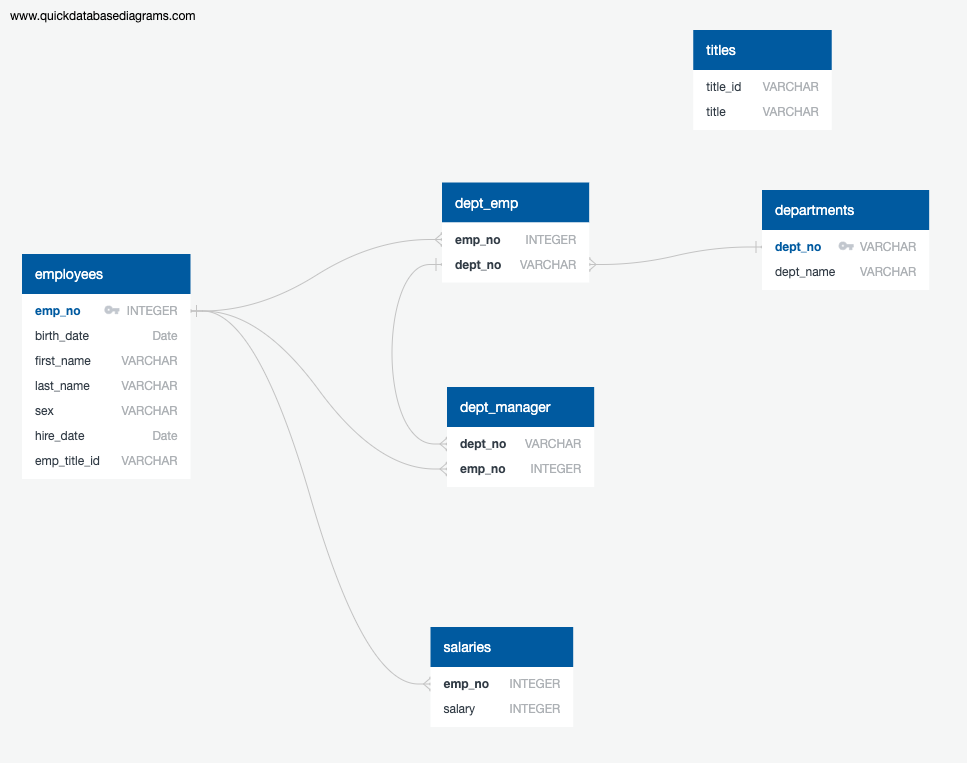 www.quickdatabasediagrams.com
titles
title_id VARCHAR
title VARCHAR
dept_emp
emp_no INTEGER
dept_no VARCHAR
departments
dept_no VARCHAR
dept_name VARCHAR
employees
emp_no INTEGER
birth_date Date
first_name VARCHAR
last_name VARCHAR
sex VARCHAR
hire_date Date
emp_title_id VARCHAR
dept_manager
dept_no VARCHAR
emp_no INTEGER
salaries
emp_no INTEGER
salary INTEGER